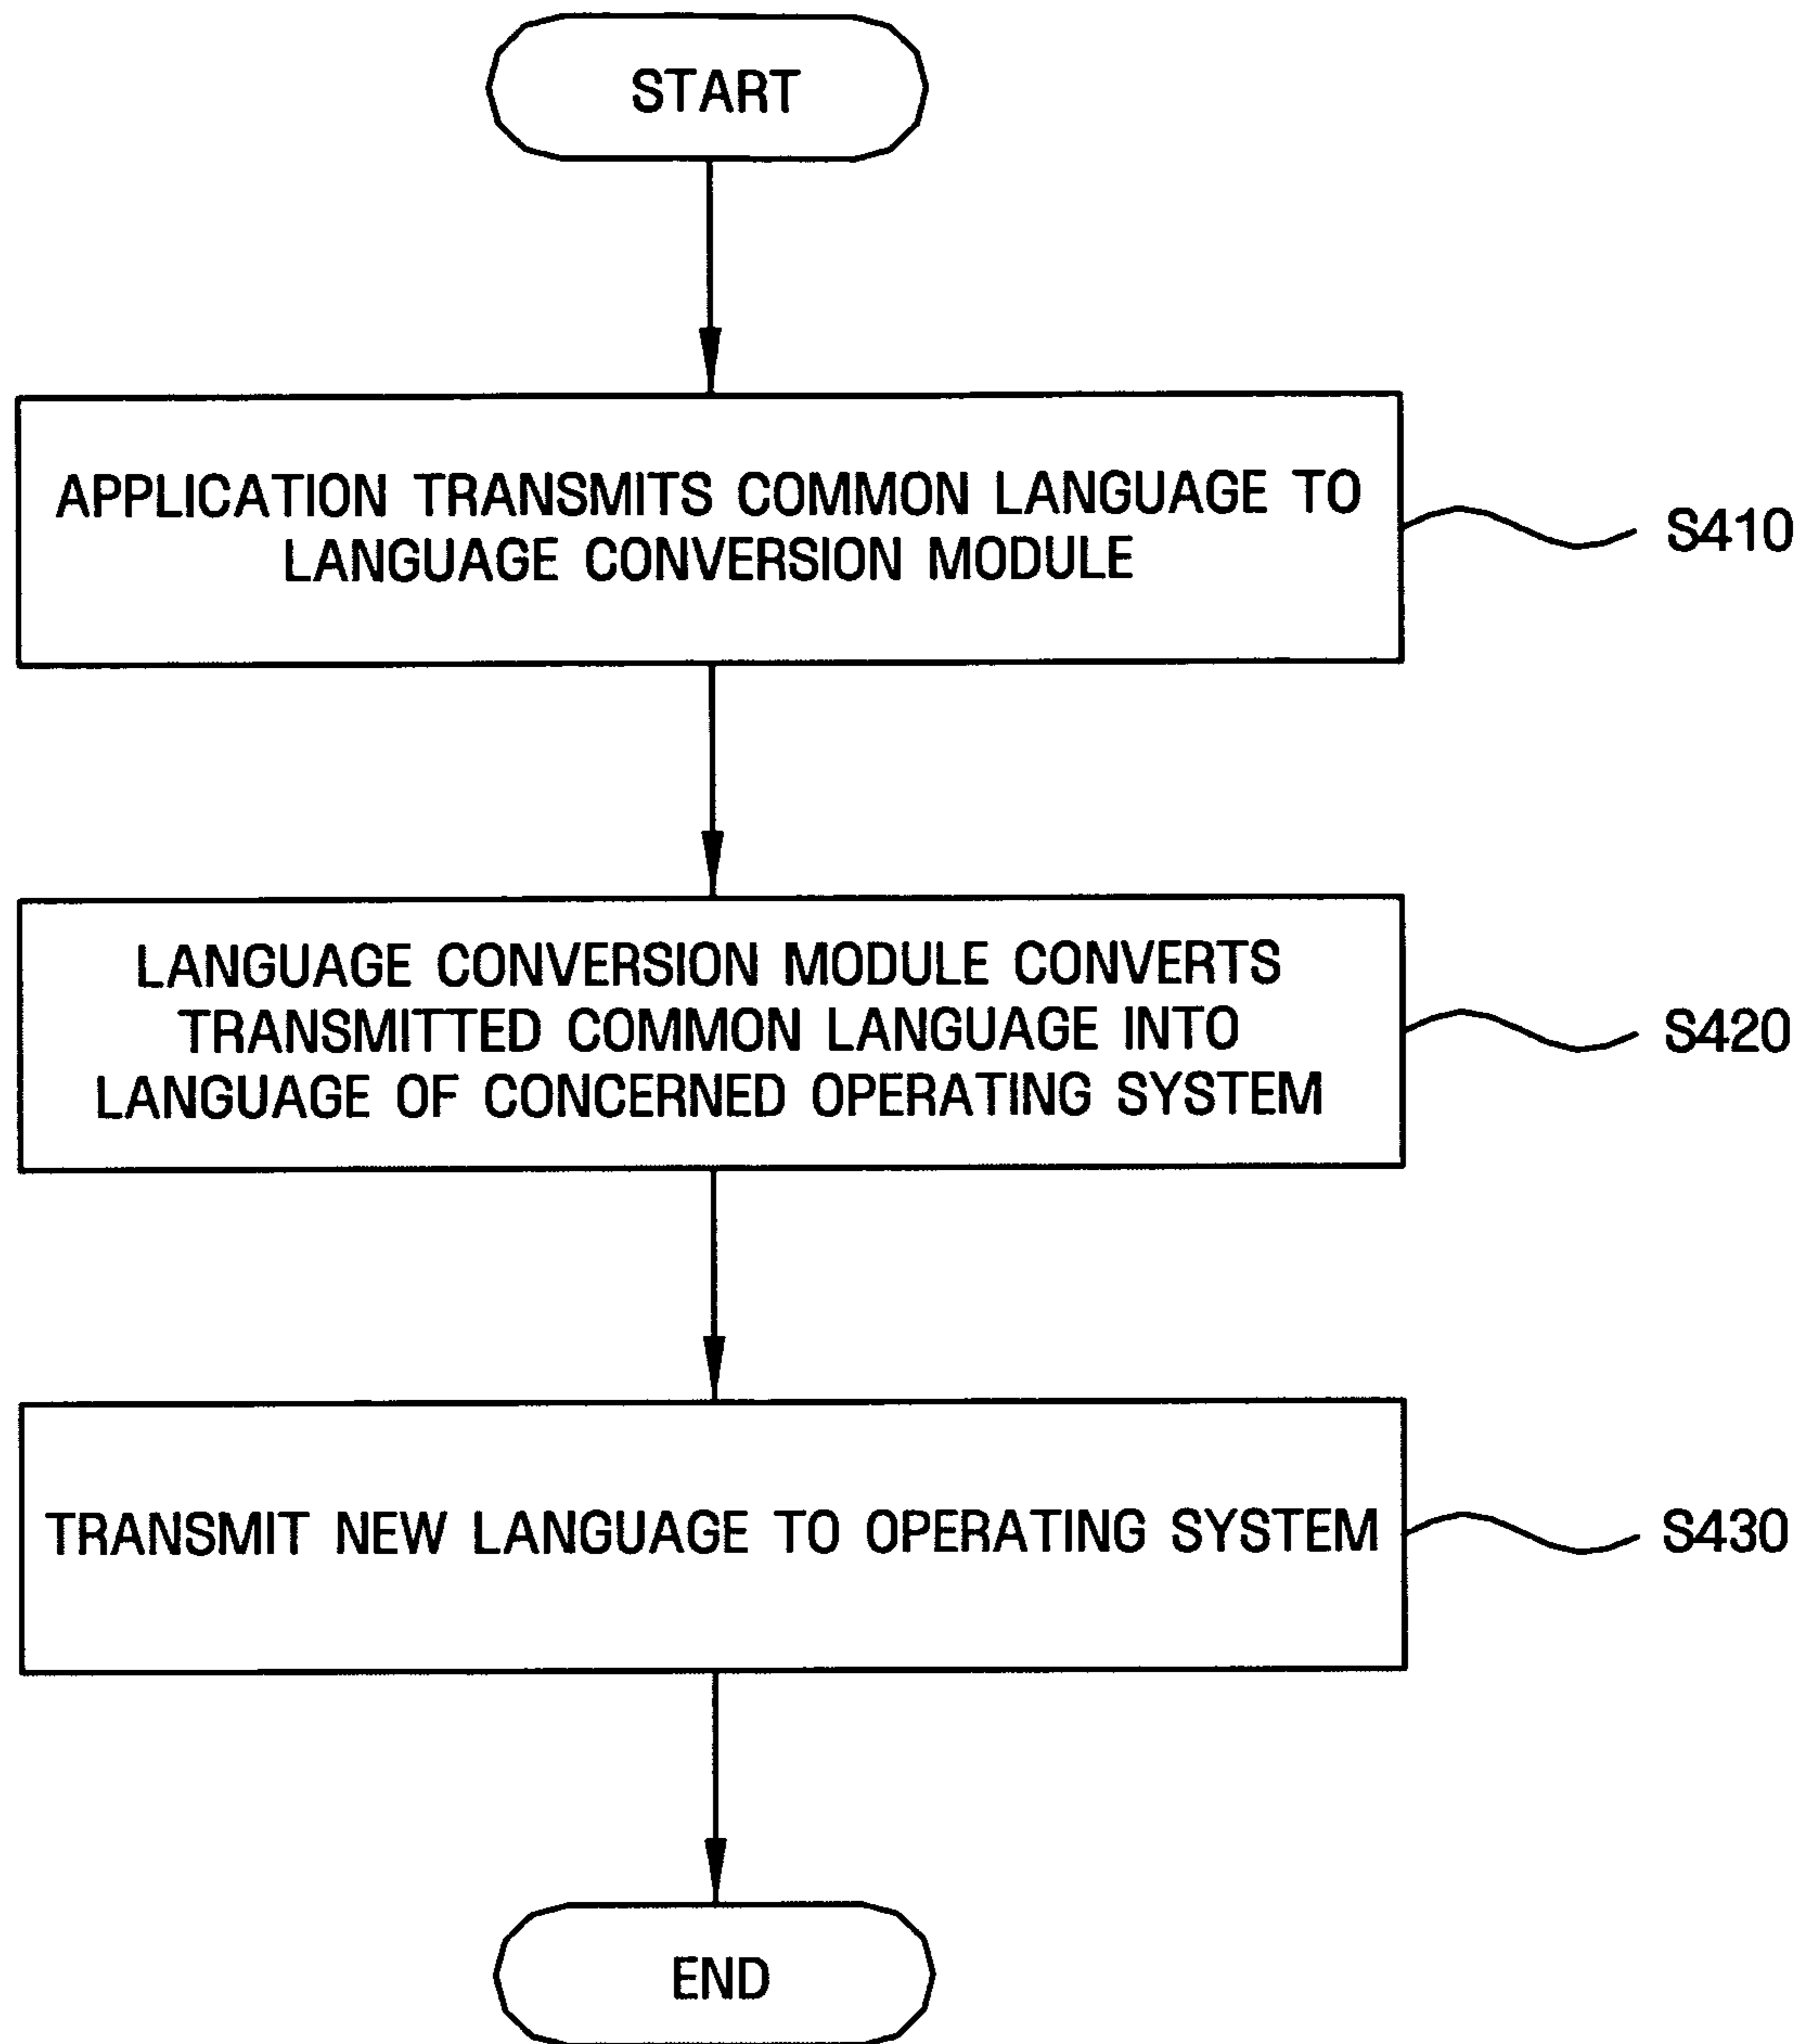 START
APPLICATION TRANSMITS COMMON LANGUAGE TO
LANGUAGE CONVERSION MODULE
S410
LANGUAGE CONVERSION MODULE CONVERTS
TRANSMITTED COMMON LANGUAGE INTO
LANGUAGE OF CONCERNED OPERATING SYSTEM
S420
TRANSMIT NEW LANGUAGE TO OPERATING SYSTEM
S430
END